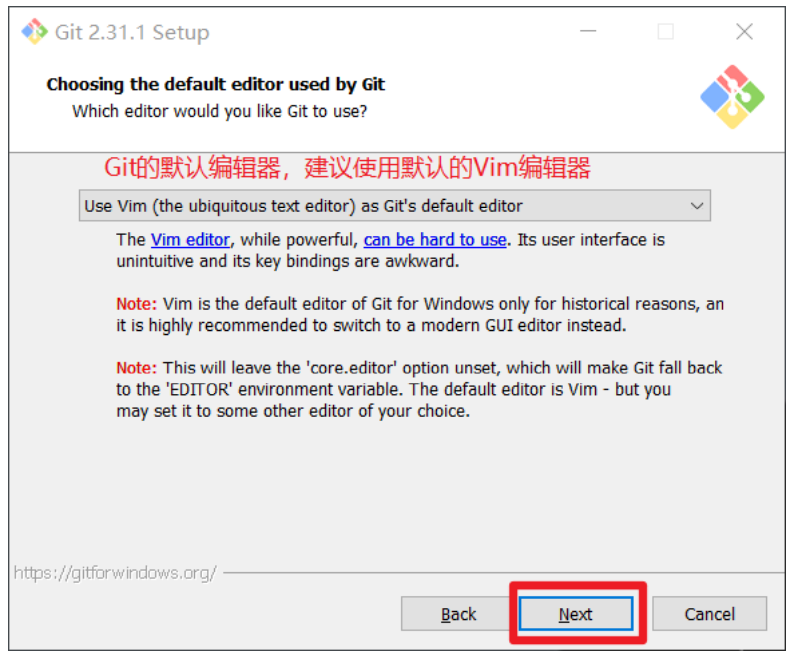 Git 2.31.1 Setup
Choosing the default editor used by Git
Which editor would you like Git to use?
Git的默认编辑器，建议使用默认的Vim编辑器
Use Vim (the ubiquitous text editor) as Git's default editor
The Vim editor, while powerful, can be hard to use. Its user interface is
unintuitive and its key bindings are awkward.
Note: Vim is the default editor of Git for Windows only for historical reasons, an
it is highly recommended to switch to a modern GUI editor instead.
Note: This will leave the 'core.editor' option unset, which will make Git fall back
to the 'EDITOR' environment variable. The default editor is Vim - but you
may set it to some other editor of your choice.
https://gitforwindows.org/
Back Next Cancel